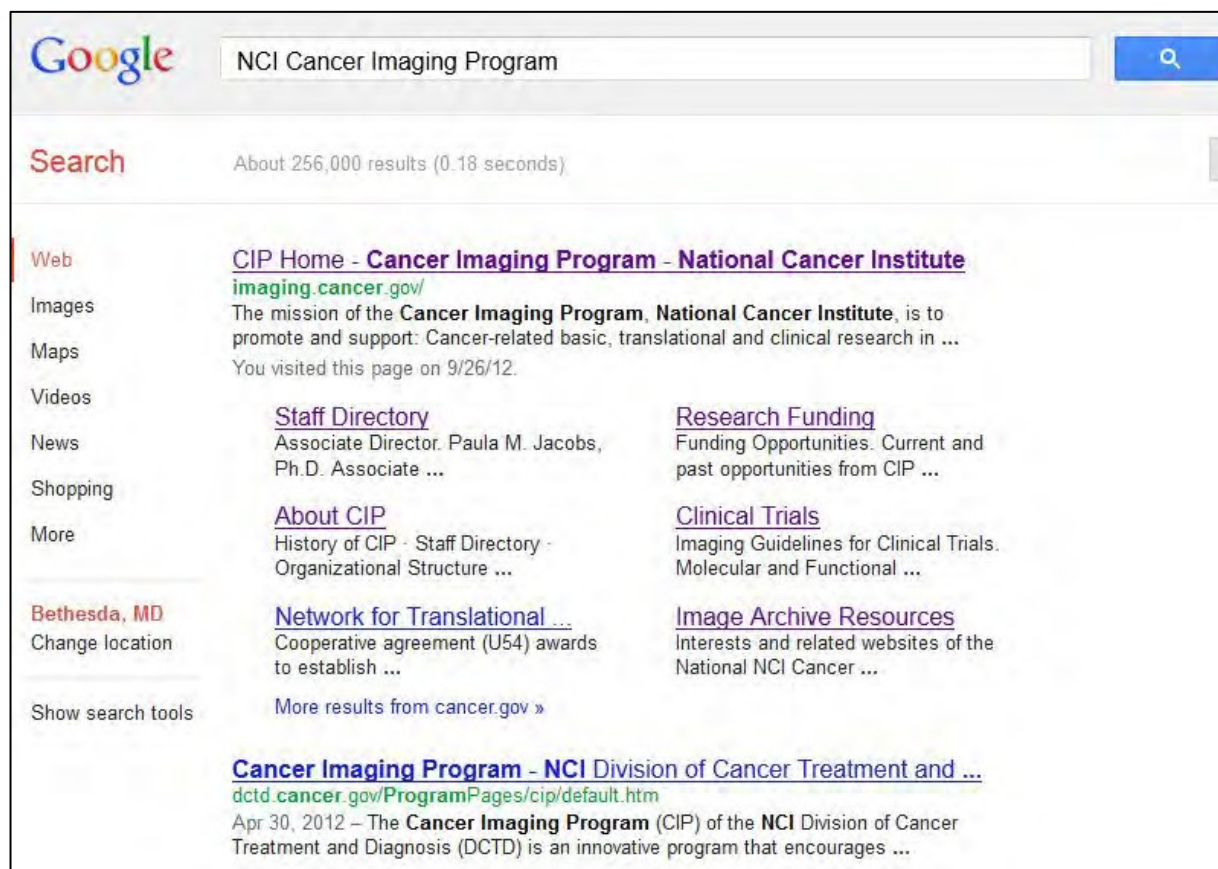 Google
NCI Cancer Imaging Program
Search
About 256,000 results (0.18 seconds)
Web
Images
Maps
Videos
News
Shopping
More
Bethesda, MD
Change location
Show search tools
CIP Home - Cancer Imaging Program - National Cancer Institute
imaging.cancer.gov/
The mission of the Cancer Imaging Program, National Cancer Institute, is to
promote and support: Cancer-related basic, translational and clinical research in ...
You visited this page on 9/26/12.
Staff Directory
Associate Director. Paula M. Jacobs,
Ph.D. Associate ...
Research Funding
Funding Opportunities. Current and
past opportunities from CIP ...
About CIP
History of CIP · Staff Directory ·
Organizational Structure ...
Clinical Trials
Imaging Guidelines for Clinical Trials.
Molecular and Functional ...
Network for Translational ...
Cooperative agreement (U54) awards
to establish ...
Image Archive Resources
Interests and related websites of the
National NCI Cancer ...
More results from cancer.gov »
Cancer Imaging Program - NCI Division of Cancer Treatment and ...
dctd.cancer.gov/ProgramPages/cip/default.htm
Apr 30, 2012 – The Cancer Imaging Program (CIP) of the NCI Division of Cancer
Treatment and Diagnosis (DCTD) is an innovative program that encourages ...